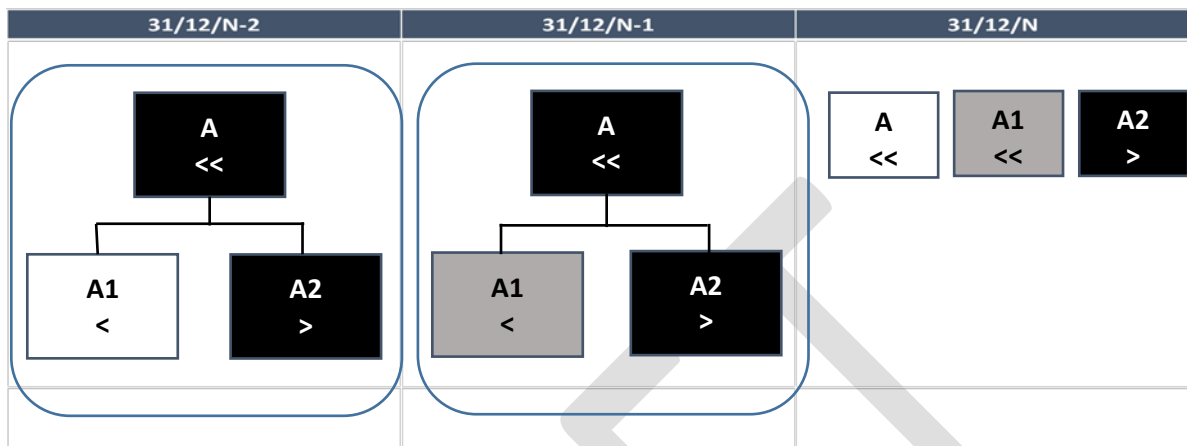 31/12/N-2 31/12/N-1 31/12/N
A
<<
A1
<
A2
>
A
<<
A1
<
A2
>
A
<<
A1
<<
A2
>